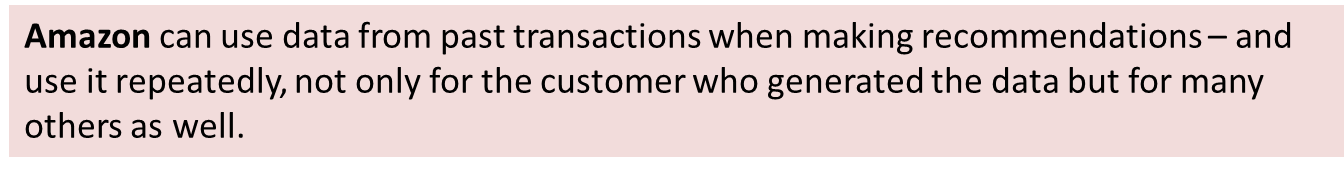 Amazon can use data from past transactions when making recommendations – and
use it repeatedly, not only for the customer who generated the data but for many
others as well.